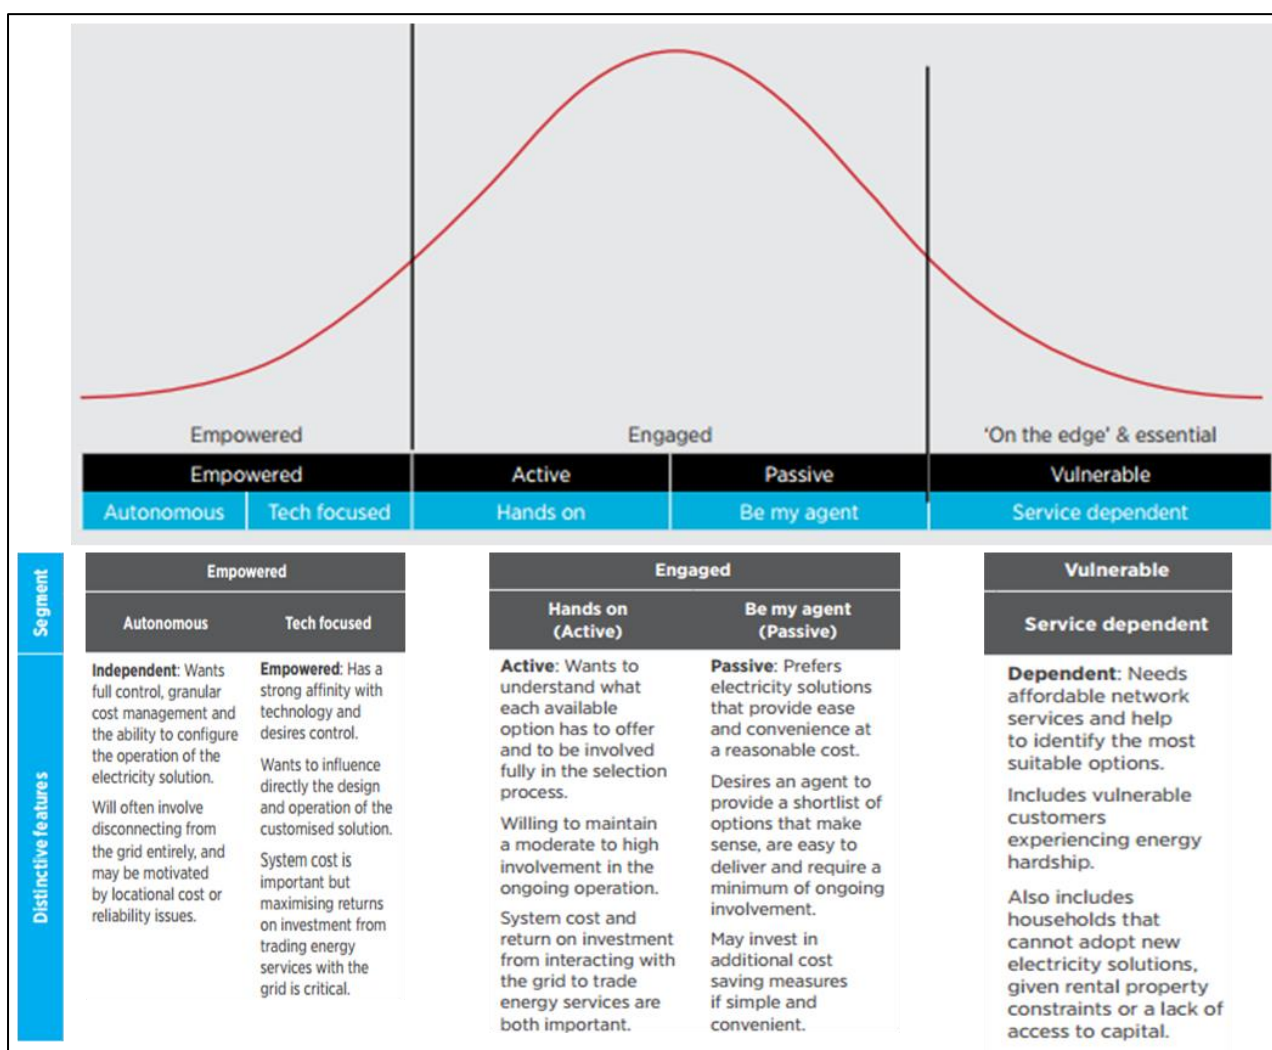 Empowered
Engaged
'On the edge' & essential
Empowered
Active
Passive
Vulnerable
Autonomous
Tech focused
Hands on
Be my agent
Service dependent
Segment
Empowered
Autonomous
Tech focused
Engaged
Hands on
(Active)
Be my agent
(Passive)
Vulnerable
Service dependent
Distinctive features
Independent: Wants
full control, granular
cost management and
the ability to configure
the operation of the
electricity solution.
Will often involve
disconnecting from
the grid entirely, and
may be motivated
by locational cost or
reliability issues.
Empowered: Has a
strong affinity with
technology and
desires control.
Wants to influence
directly the design
and operation of the
customised solution.
System cost is
important but
maximising returns
on investment from
trading energy
services with the
grid is critical.
Active: Wants to
understand what
each available
option has to offer
and to be involved
fully in the selection
process.
Willing to maintain
a moderate to high
involvement in the
ongoing operation.
System cost and
return on investment
from interacting with
the grid to trade
energy services are
both important.
Passive: Prefers
electricity solutions
that provide ease
and convenience at
a reasonable cost.
Desires an agent to
provide a shortlist of
options that make
sense, are easy to
deliver and require a
minimum of ongoing
involvement.
May invest in
additional cost
saving measures
if simple and
convenient.
Dependent: Needs
affordable network
services and help
to identify the most
suitable options.
Includes vulnerable
customers
experiencing energy
hardship.
Also includes
households that
cannot adopt new
electricity solutions,
given rental property
constraints or a lack of
access to capital.